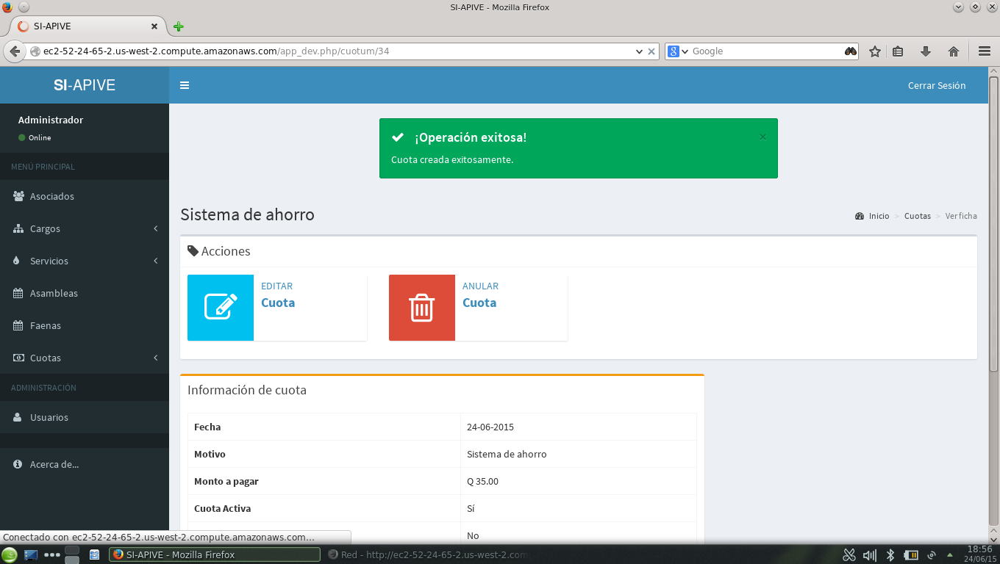 SI-APIVE - Mozilla Firefox
SI-APIVE
ec2-52-24-65-2.us-west-2.compute.amazonaws.com/app_dev.php/cuotum/34
Google
SI-APIVE
Cerrar Sesión
Administrador
Online
MENÚ PRINCIPAL
Asociados
Cargos
Servicios
Asambleas
Faenas
Cuotas
ADMINISTRACIÓN
Usuarios
Acerca de...
¡Operación exitosa!
×
Cuota creada exitosamente.
Sistema de ahorro
Inicio > Cuotas > Ver ficha
Acciones
EDITAR
Cuota
ANULAR
Cuota
Información de cuota
Fecha 24-06-2015
Motivo Sistema de ahorro
Monto a pagar Q 35.00
Cuota Activa Sí
No
Conectado con ec2-52-24-65-2.us-west-2.compute.amazonaws.com...
SI-APIVE - Mozilla Firefox
Red - http://ec2-52-24-65-2.us-west-2.com
18:56
24/06/15